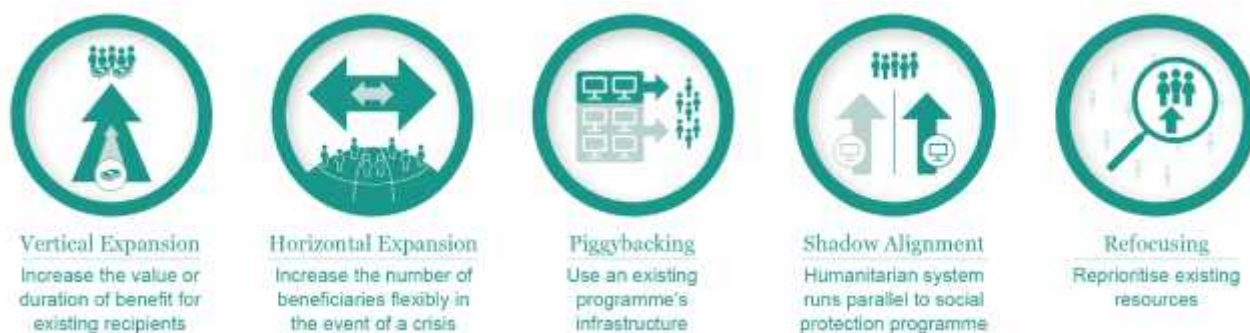 Vertical Expansion
Increase the value or
duration of benefit for
existing recipients
Horizontal Expansion
Increase the number of
beneficiaries flexibly in
the event of a crisis
Piggybacking
Use an existing
programme's
infrastructure
Shadow Alignment
Humanitarian system
runs parallel to social
protection programme
Refocusing
Reprioritise existing
resources